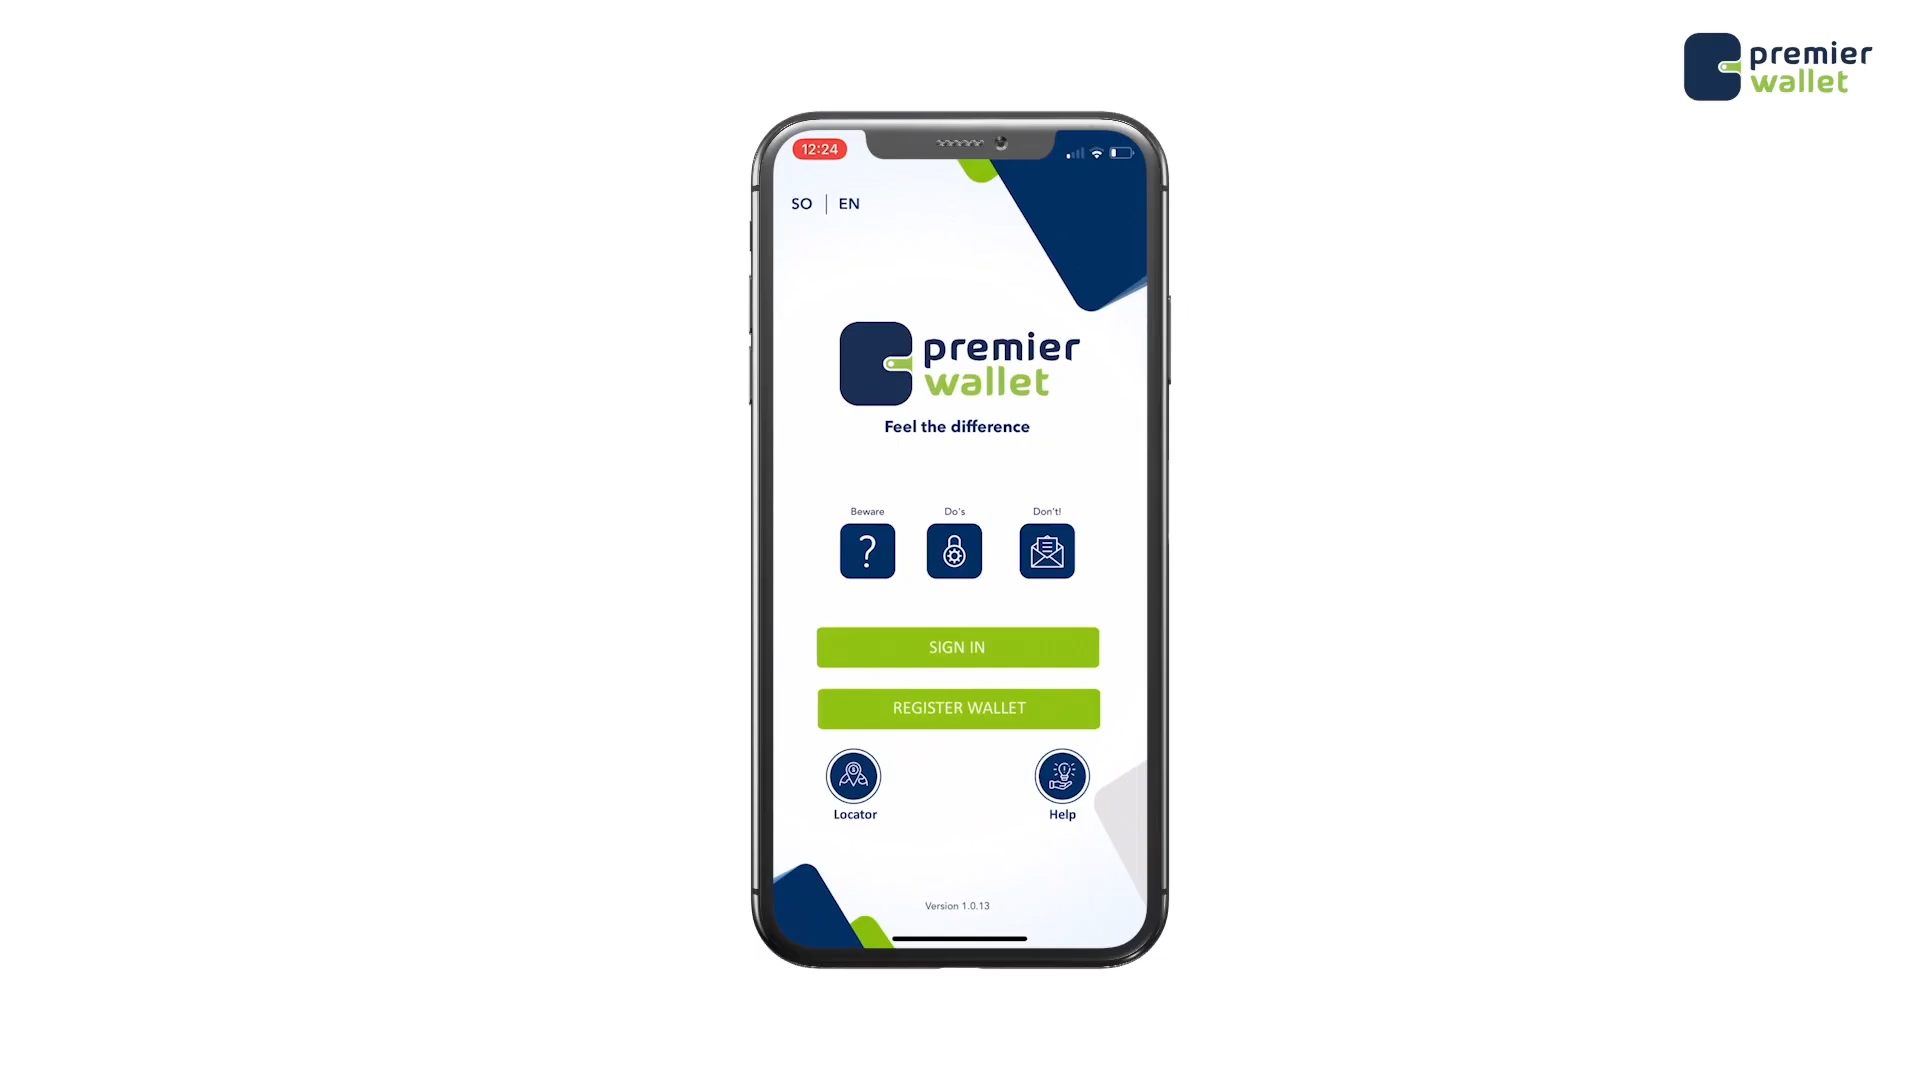 premier
wallet
12:24
SO | EN
premier
wallet
Feel the difference
Beware
Do's
Don't!
?
SIGN IN
REGISTER WALLET
Locator
Help
Version 1.0.13